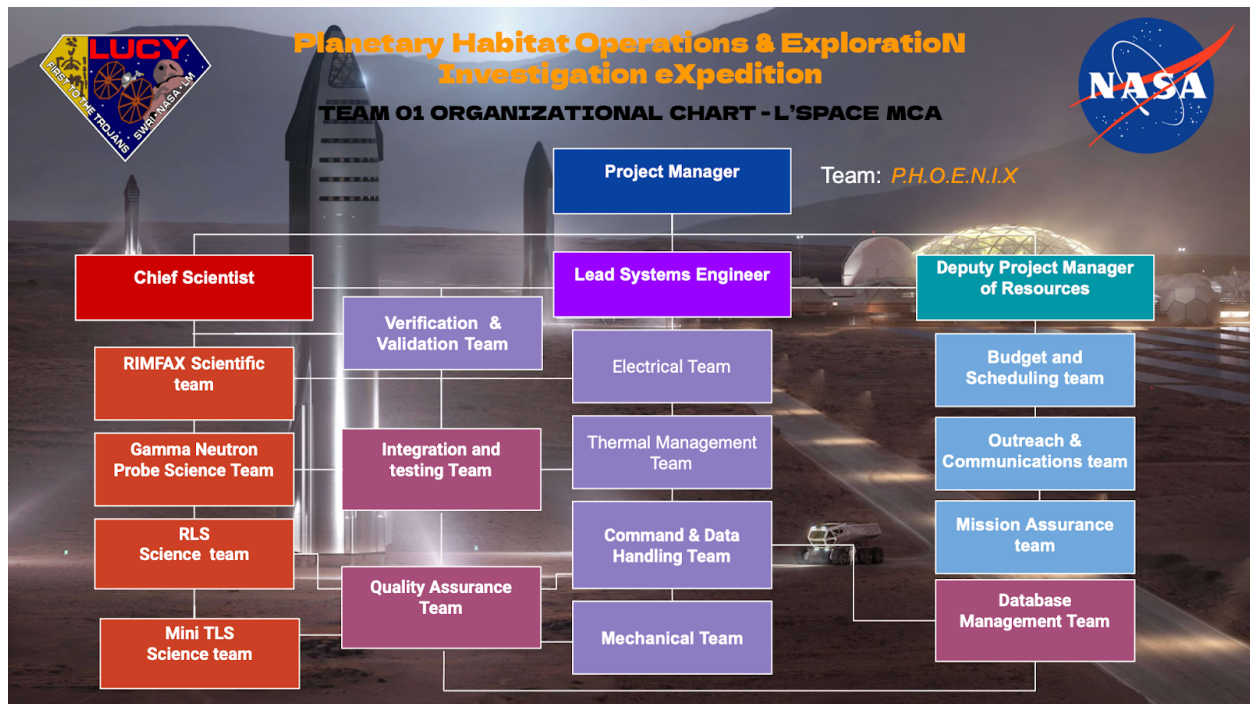 LUCY
FIRST TO THE TROJANS
SWRI • NASA • LM
Planetary Habitat Operations & ExploratioN
Investigation eXpedition
TEAM 01 ORGANIZATIONAL CHART - L'SPACE MCA
NASA
Project Manager
Team: P.H.O.E.N.I.X
Chief Scientist
Lead Systems Engineer
Deputy Project Manager
of Resources
Verification &
Validation Team
RIMFAX Scientific
team
Electrical Team
Budget and
Scheduling team
Gamma Neutron
Probe Science Team
Integration and
testing Team
Thermal Management
Team
Outreach &
Communications team
RLS
Science team
Command & Data
Handling Team
Mission Assurance
team
Quality Assurance
Team
Database
Management Team
Mini TLS
Science team
Mechanical Team